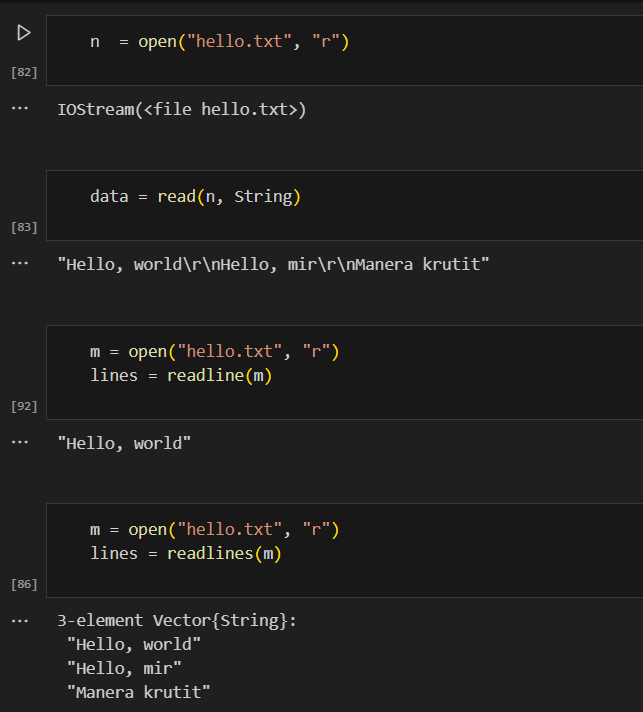 n  = open("hello.txt", "r")
[82]
... IOStream(<file hello.txt>)
data = read(n, String)
[83]
... "Hello, world\r\nHello, mir\r\nManera krutit"
m = open("hello.txt", "r")
lines = readline(m)
[92]
... "Hello, world"
m = open("hello.txt", "r")
lines = readlines(m)
[86]
... 3-element Vector{String}:
"Hello, world"
"Hello, mir"
"Manera krutit"